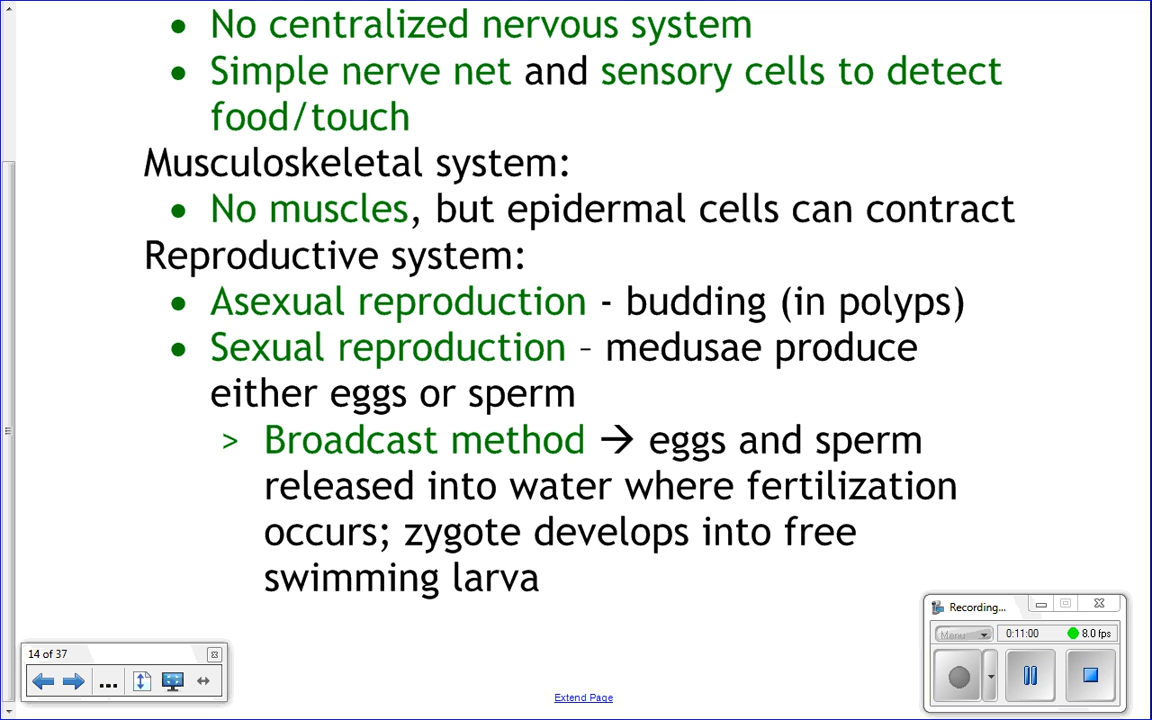 • No centralized nervous system
• Simple nerve net and sensory cells to detect
food/touch
Musculoskeletal system:
• No muscles, but epidermal cells can contract
Reproductive system:
• Asexual reproduction - budding (in polyps)
• Sexual reproduction – medusae produce
either eggs or sperm
> Broadcast method → eggs and sperm
released into water where fertilization
occurs; zygote develops into free
swimming larva
Recording...
Menu 0:11:00 8.0 fps
14 of 37
...
Extend Page